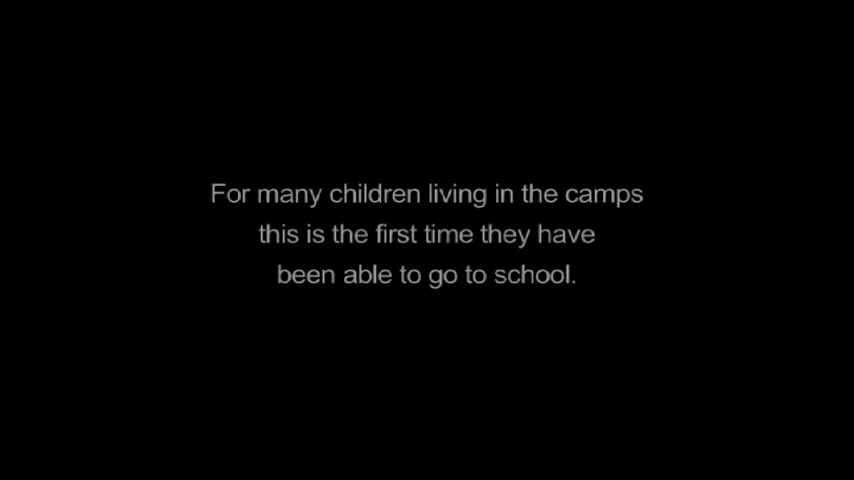 For many children living in the camps
this is the first time they have
been able to go to school.